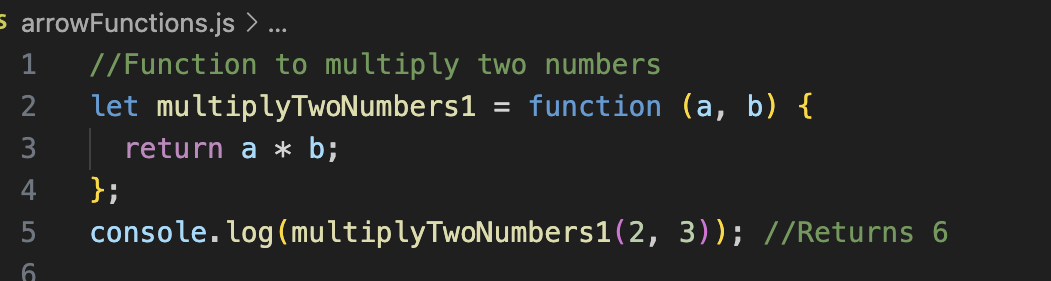 S arrowFunctions.js > ...
1 //Function to multiply two numbers
2 let multiplyTwoNumbers1 = function (a, b) {
3 return a * b;
4 };
5 console.log(multiplyTwoNumbers1(2, 3)); //Returns 6
6